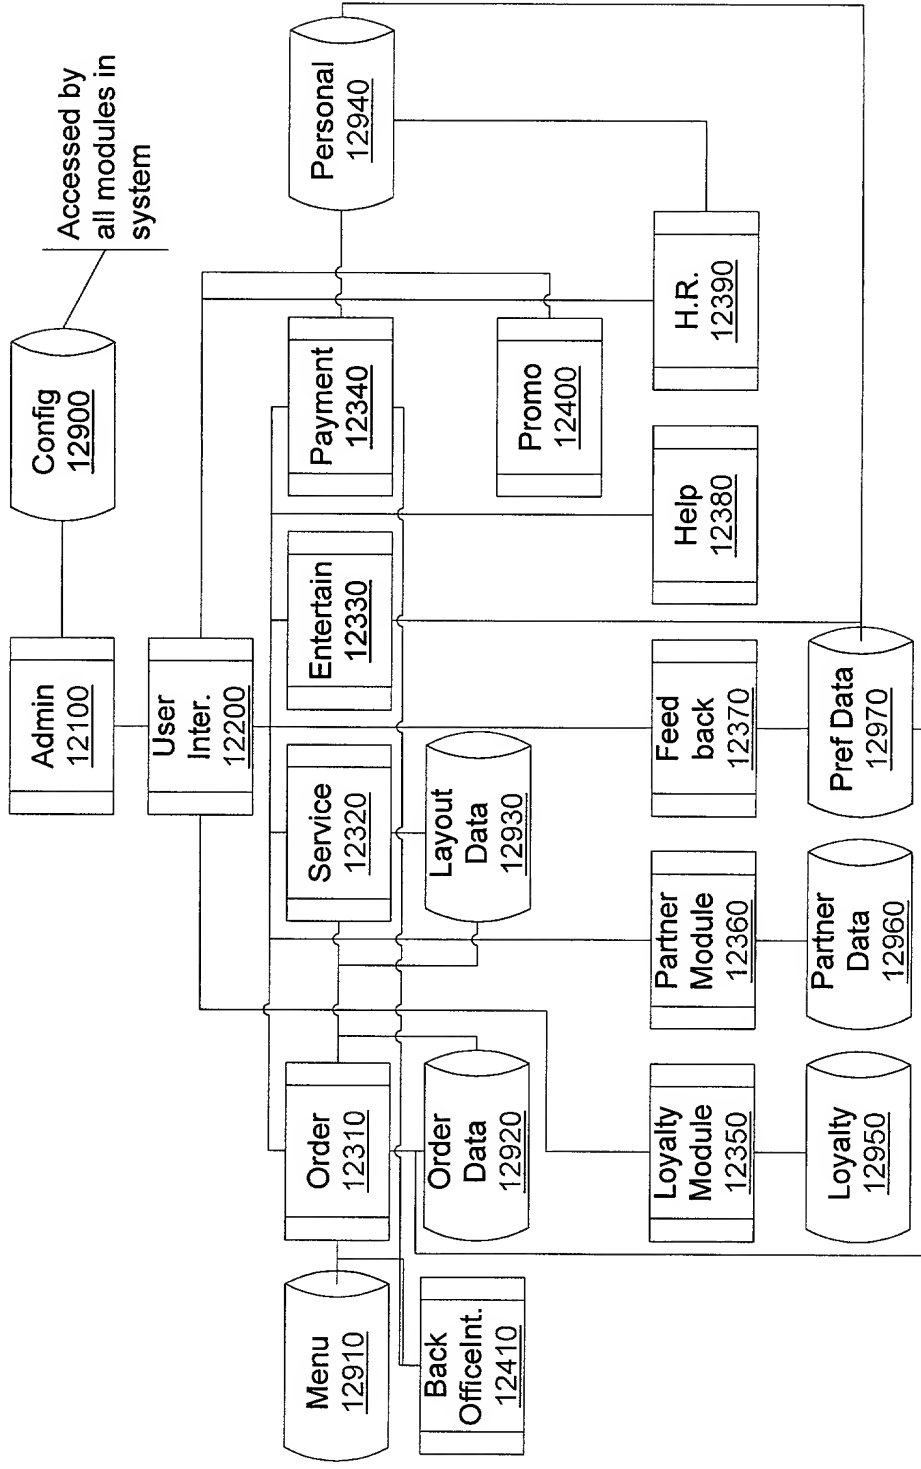 Accessed by
all modules in
system
Config
12900
Admin
12100
User
Inter.
12200
Menu
12910
Order
12310
Service
12320
Entertain
12330
Payment
12340
Personal
12940
Back
OfficeInt.
12410
Order
Data
12920
Layout
Data
12930
Promo
12400
Loyalty
Module
12350
Partner
Module
12360
Feed
back
12370
Help
12380
H.R.
12390
Loyalty
12950
Partner
Data
12960
Pref Data
12970